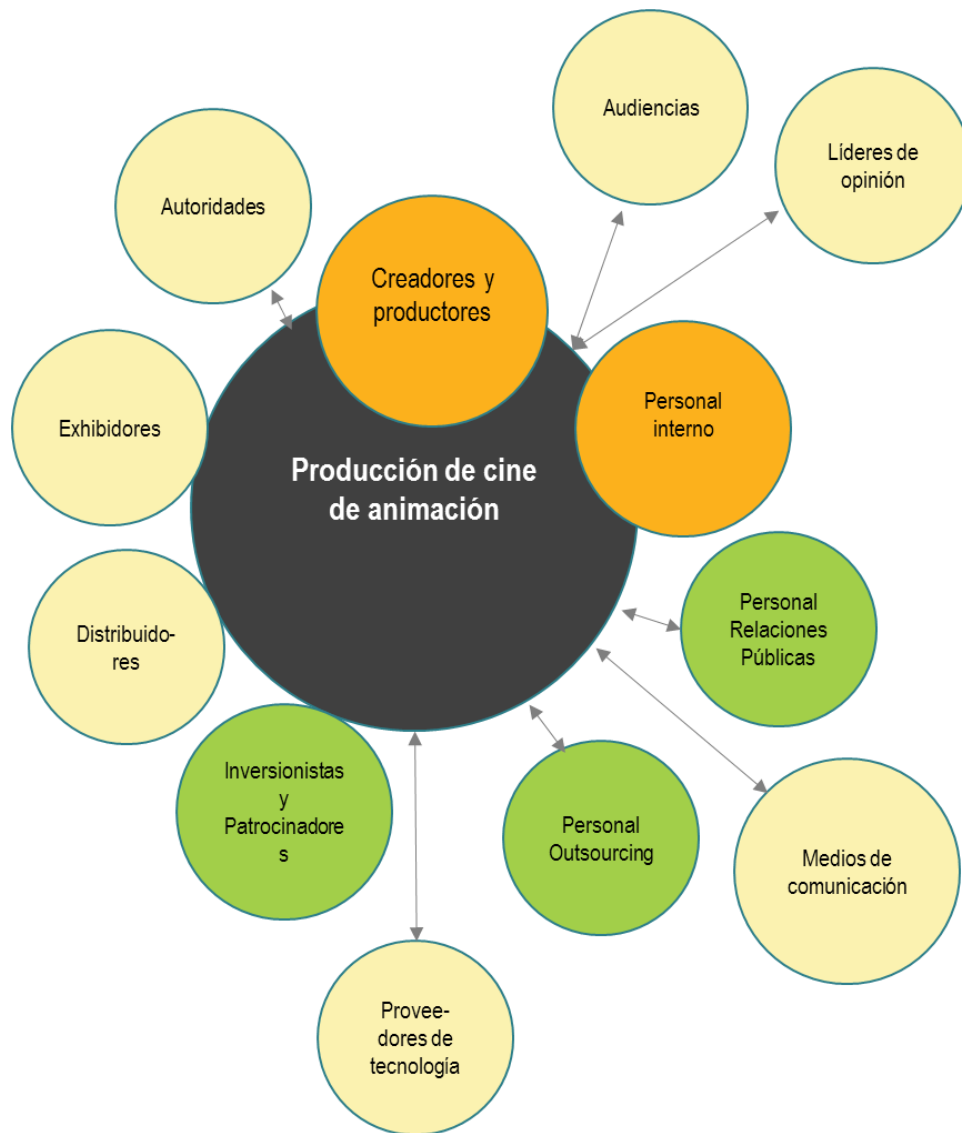 Audiencias
Líderes de
opinión
Autoridades
Creadores y
productores
Personal
interno
Exhibidores
Producción de cine
de animación
Personal
Relaciones
Públicas
Distribuido-
res
Inversionistas
y
Patrocinadore
s
Personal
Outsourcing
Medios de
comunicación
Provee-
dores de
tecnología